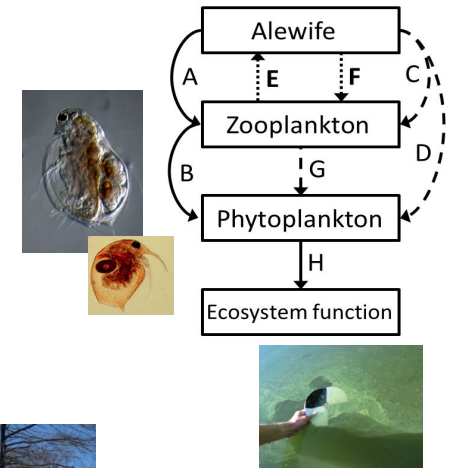 Alewife
A
E
F
C
Zooplankton
B
G
D
Phytoplankton
H
Ecosystem function